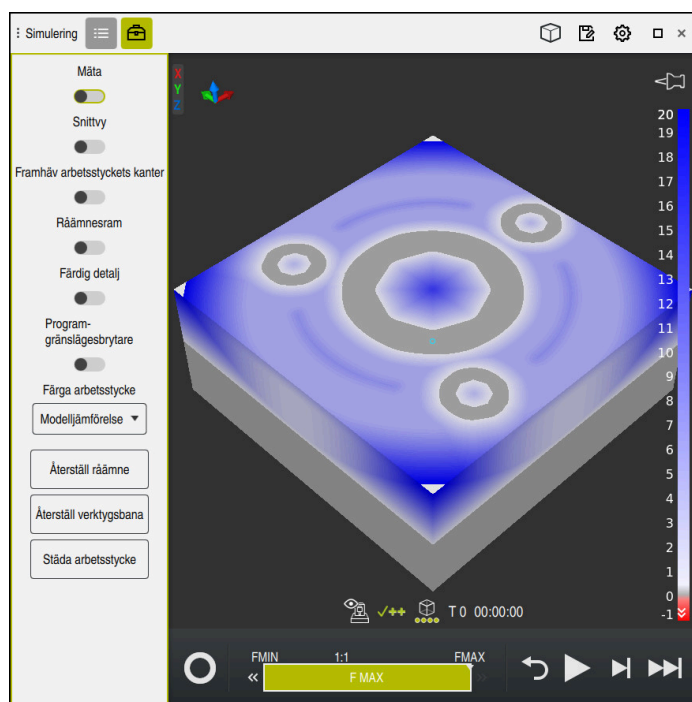 Simulering
Mäta
Snittvy
Framhäv arbetsstyckets kanter
Råämnesram
Färdig detalj
Program-
gränslägesbrytare
Färga arbetsstycke
Modelljämförelse
Återställ råämne
Återställ verktygsbana
Städa arbetsstycke
X
Y
Z
20
19
18
17
16
15
14
13
12
11
10
9
8
7
6
5
4
3
2
1
0
-1
T 0 00:00:00
FMIN 1:1 FMAX
F MAX